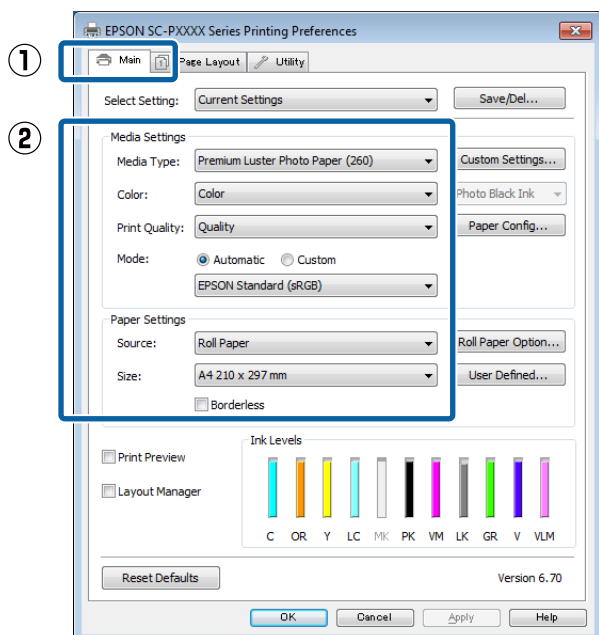 EPSON SC-PXXXX Series Printing Preferences
①
Main Page Layout Utility
Select Setting: Current Settings Save/Del...
②
Media Settings
Media Type: Premium Luster Photo Paper (260) Custom Settings...
Color: Color Photo Black Ink
Print Quality: Quality Paper Config...
Mode: Automatic Custom
EPSON Standard (sRGB)
Paper Settings
Source: Roll Paper Roll Paper Option...
Size: A4 210 x 297 mm User Defined...
Borderless
Ink Levels
Print Preview
Layout Manager
C OR Y LC MK PK VM LK GR V VLM
Reset Defaults Version 6.70
OK Cancel Apply Help